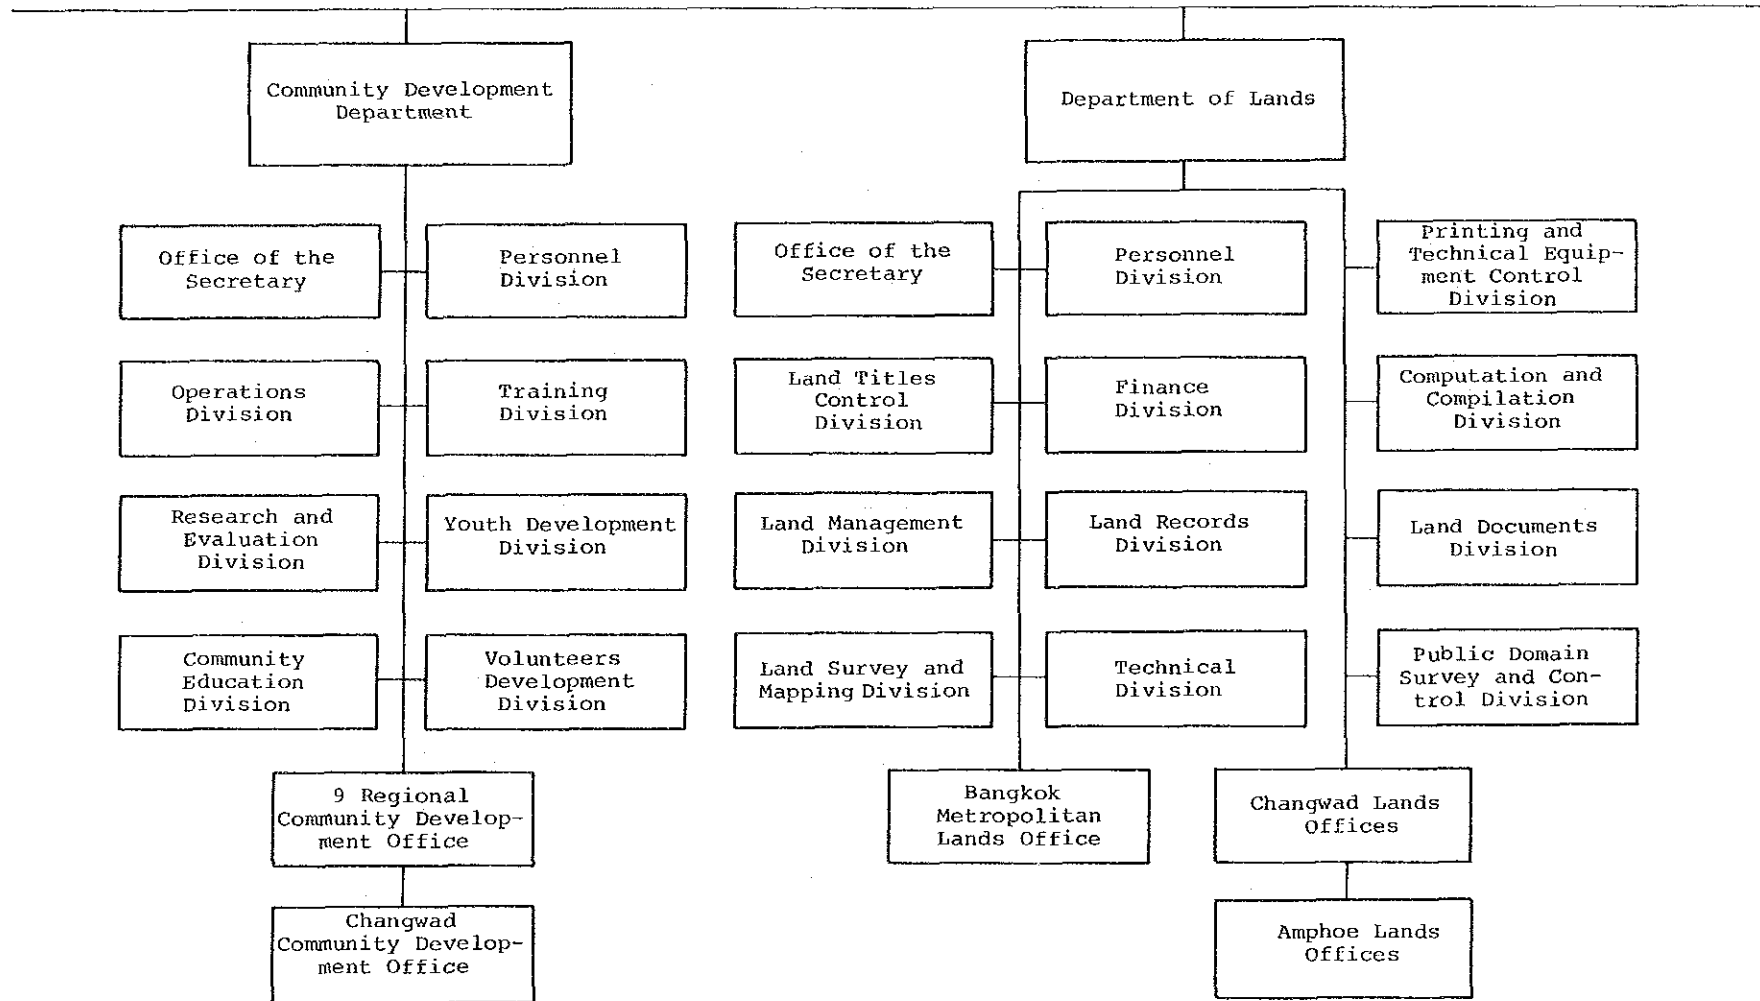 Community Development
Department
Department of Lands
Office of the
Secretary
Personnel
Division
Office of the
Secretary
Personnel
Division
Printing and
Technical Equip-
ment Control
Division
Operations
Division
Training
Division
Land Titles
Control
Division
Finance
Division
Computation and
Compilation
Division
Research and
Evaluation
Division
Youth Development
Division
Land Management
Division
Land Records
Division
Land Documents
Division
Community
Education
Division
Volunteers
Development
Division
Land Survey and
Mapping Division
Technical
Division
Public Domain
Survey and Con-
trol Division
9 Regional
Community Develop-
ment Office
Bangkok
Metropolitan
Lands Office
Changwad Lands
Offices
Changwad
Community Develop-
ment Office
Amphoe Lands
Offices